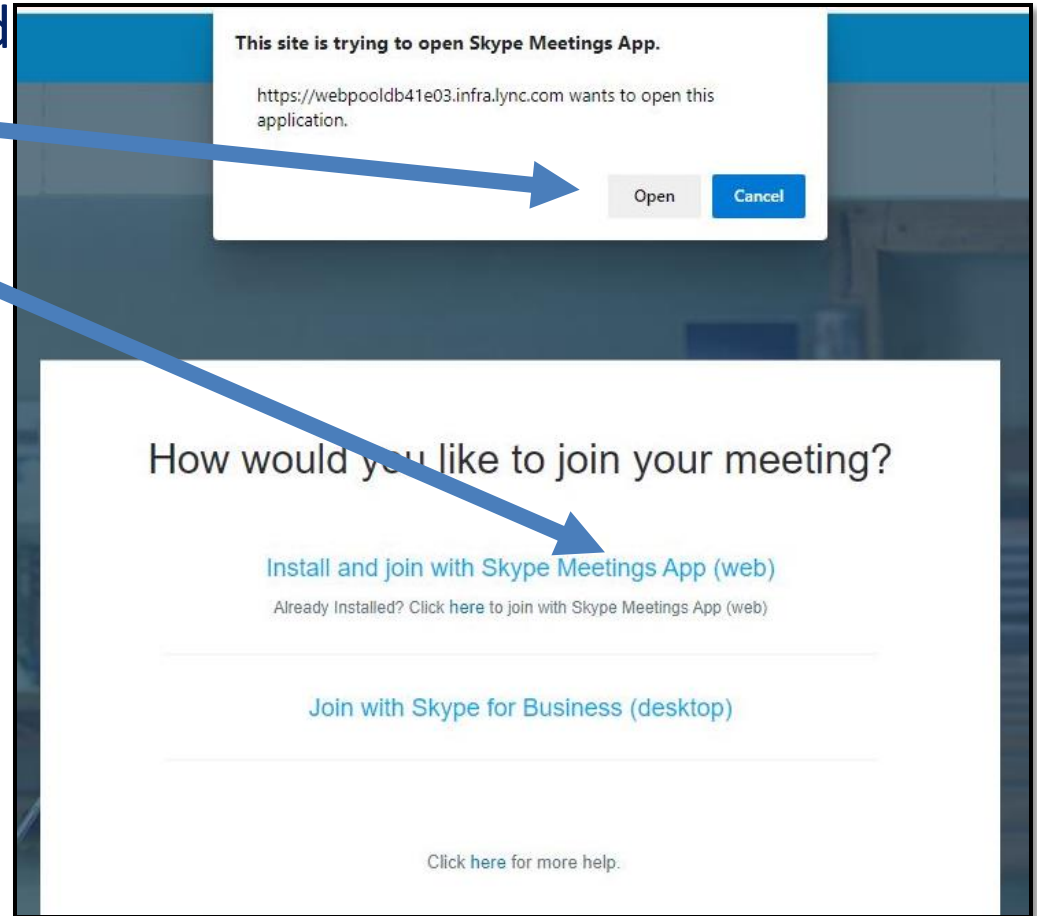 d
This site is trying to open Skype Meetings App.
https://webpooldb41e03.infra.lync.com wants to open this
application.
Open Cancel
How would you like to join your meeting?
Install and join with Skype Meetings App (web)
Already Installed? Click here to join with Skype Meetings App (web)
Join with Skype for Business (desktop)
Click here for more help.